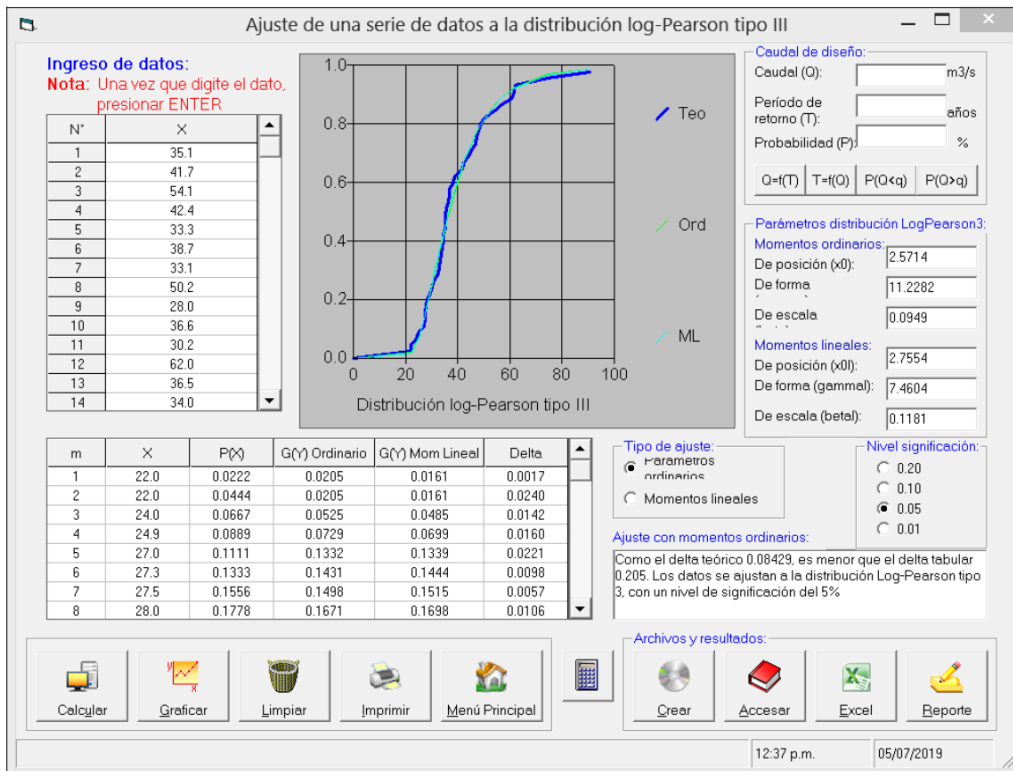 Ajuste de una serie de datos a la distribución log-Pearson tipo III
Ingreso de datos:
Nota: Una vez que digite el dato,
presionar ENTER
N° X
1 35.1
2 41.7
3 54.1
4 42.4
5 33.3
6 38.7
7 33.1
8 50.2
9 28.0
10 36.6
11 30.2
12 62.0
13 36.5
14 34.0
1.0
0.8
0.6
0.4
0.2
0.0
0 20 40 60 80 100
Distribución log-Pearson tipo III
Teo
Ord
ML
Caudal de diseño:
Caudal (Q): m3/s
Período de
retorno (T): años
Probabilidad (P): %
Q=f(T) T=f(Q) P(Q<q) P(Q>q)
Parámetros distribución LogPearson3:
Momentos ordinarios:
De posición (x0): 2.5714
De forma 11.2282
De escala 0.0949
Momentos lineales:
De posición (x0l): 2.7554
De forma (gammal): 7.4604
De escala (betal): 0.1181
m X P(X) G(Y) Ordinario G(Y) Mom Lineal Delta
1 22.0 0.0222 0.0205 0.0161 0.0017
2 22.0 0.0444 0.0205 0.0161 0.0240
3 24.0 0.0667 0.0525 0.0485 0.0142
4 24.9 0.0889 0.0729 0.0699 0.0160
5 27.0 0.1111 0.1332 0.1339 0.0221
6 27.3 0.1333 0.1431 0.1444 0.0098
7 27.5 0.1556 0.1498 0.1515 0.0057
8 28.0 0.1778 0.1671 0.1698 0.0106
Tipo de ajuste:
Parámetros
ordinarios
Momentos lineales
Nivel significación:
0.20
0.10
0.05
0.01
Ajuste con momentos ordinarios:
Como el delta teórico 0.08429, es menor que el delta tabular
0.205. Los datos se ajustan a la distribución Log-Pearson tipo
3, con un nivel de significación del 5%
Calcular Graficar Limpiar Imprimir Menú Principal
Archivos y resultados:
Crear Accesar Excel Reporte
12:37 p.m. 05/07/2019